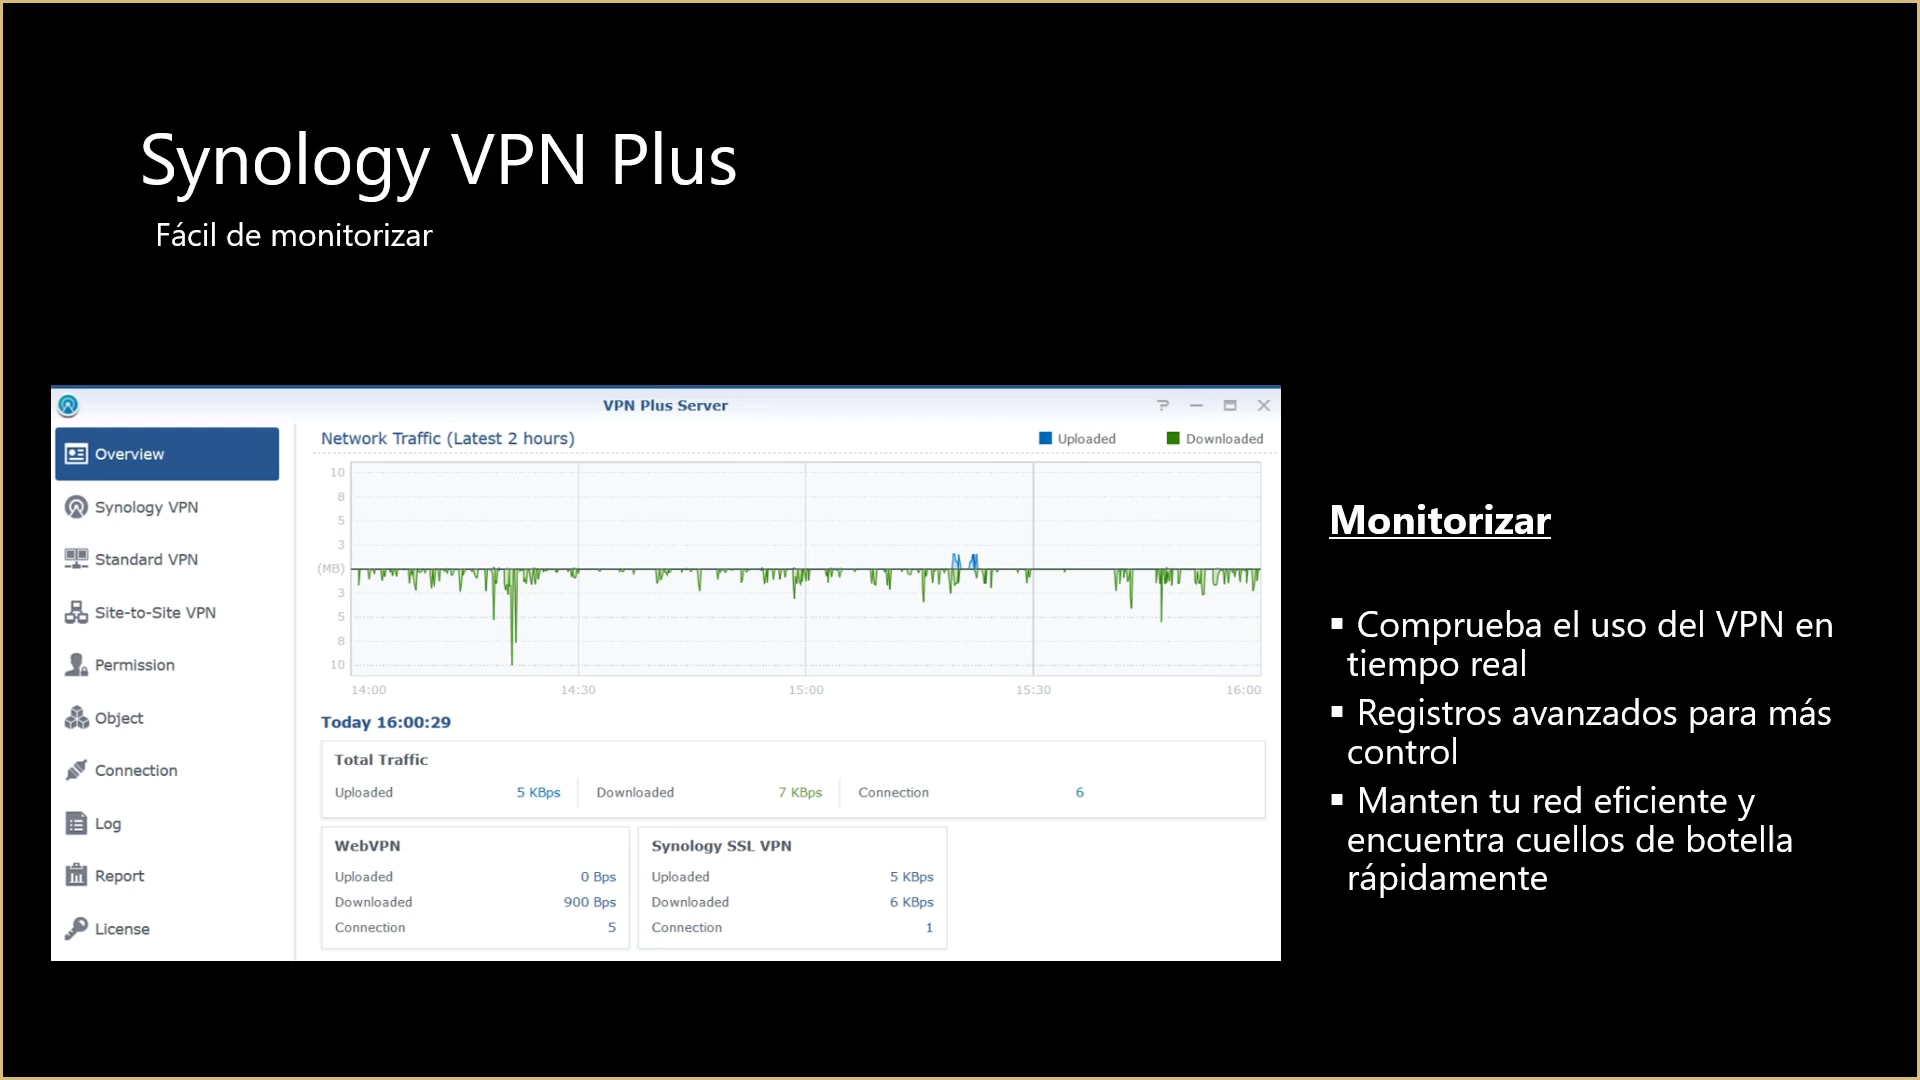 Synology VPN Plus
Fácil de monitorizar
VPN Plus Server
Overview
Synology VPN
Standard VPN
Site-to-Site VPN
Permission
Object
Connection
Log
Report
License
Network Traffic (Latest 2 hours)
Uploaded
Downloaded
10
8
5
3
(MB)
3
5
8
10
14:00
14:30
15:00
15:30
16:00
Today 16:00:29
Total Traffic
Uploaded 5 KBps Downloaded 7 KBps Connection 6
WebVPN
Uploaded 0 Bps
Downloaded 900 Bps
Connection 5
Synology SSL VPN
Uploaded 5 KBps
Downloaded 6 KBps
Connection 1
Monitorizar
▪ Comprueba el uso del VPN en
tiempo real
▪ Registros avanzados para más
control
▪ Manten tu red eficiente y
encuentra cuellos de botella
rápidamente